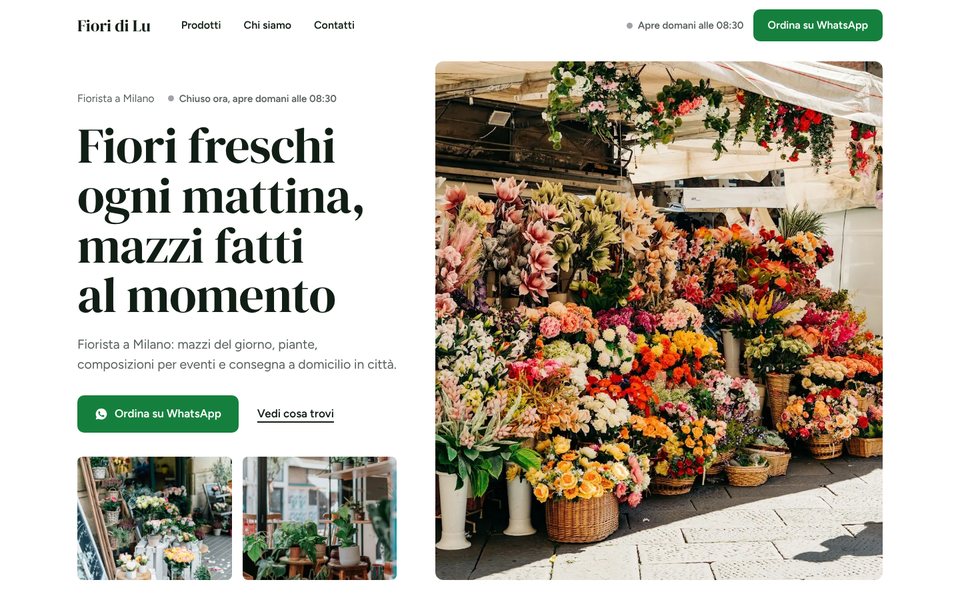 Fiori di Lu
Prodotti
Chi siamo
Contatti
Apre domani alle 08:30
Ordina su WhatsApp
Fiorista a Milano
Chiuso ora, apre domani alle 08:30
Fiori freschi
ogni mattina,
mazzi fatti
al momento
Fiorista a Milano: mazzi del giorno, piante,
composizioni per eventi e consegna a domicilio in città.
Ordina su WhatsApp
Vedi cosa trovi